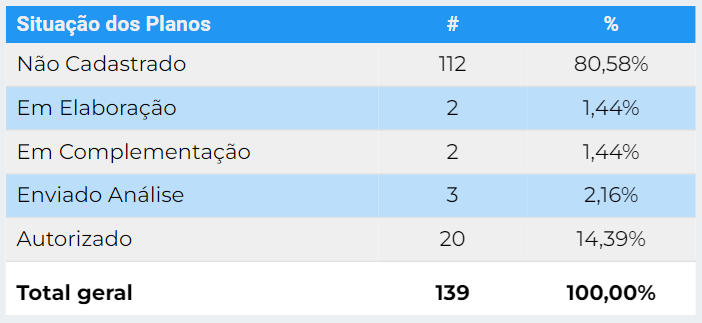 Situação dos Planos # %
Não Cadastrado 112 80,58%
Em Elaboração 2 1,44%
Em Complementação 2 1,44%
Enviado Análise 3 2,16%
Autorizado 20 14,39%
Total geral 139 100,00%